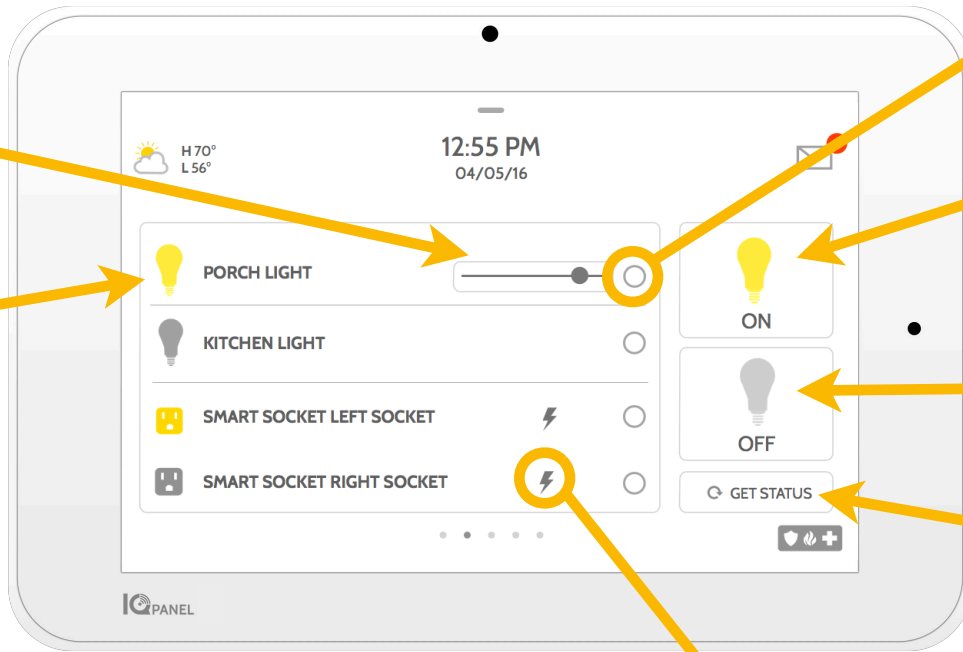 H 70°
L 56°
12:55 PM
04/05/16
PORCH LIGHT
KITCHEN LIGHT
SMART SOCKET LEFT SOCKET
SMART SOCKET RIGHT SOCKET
ON
OFF
GET STATUS
IQ PANEL